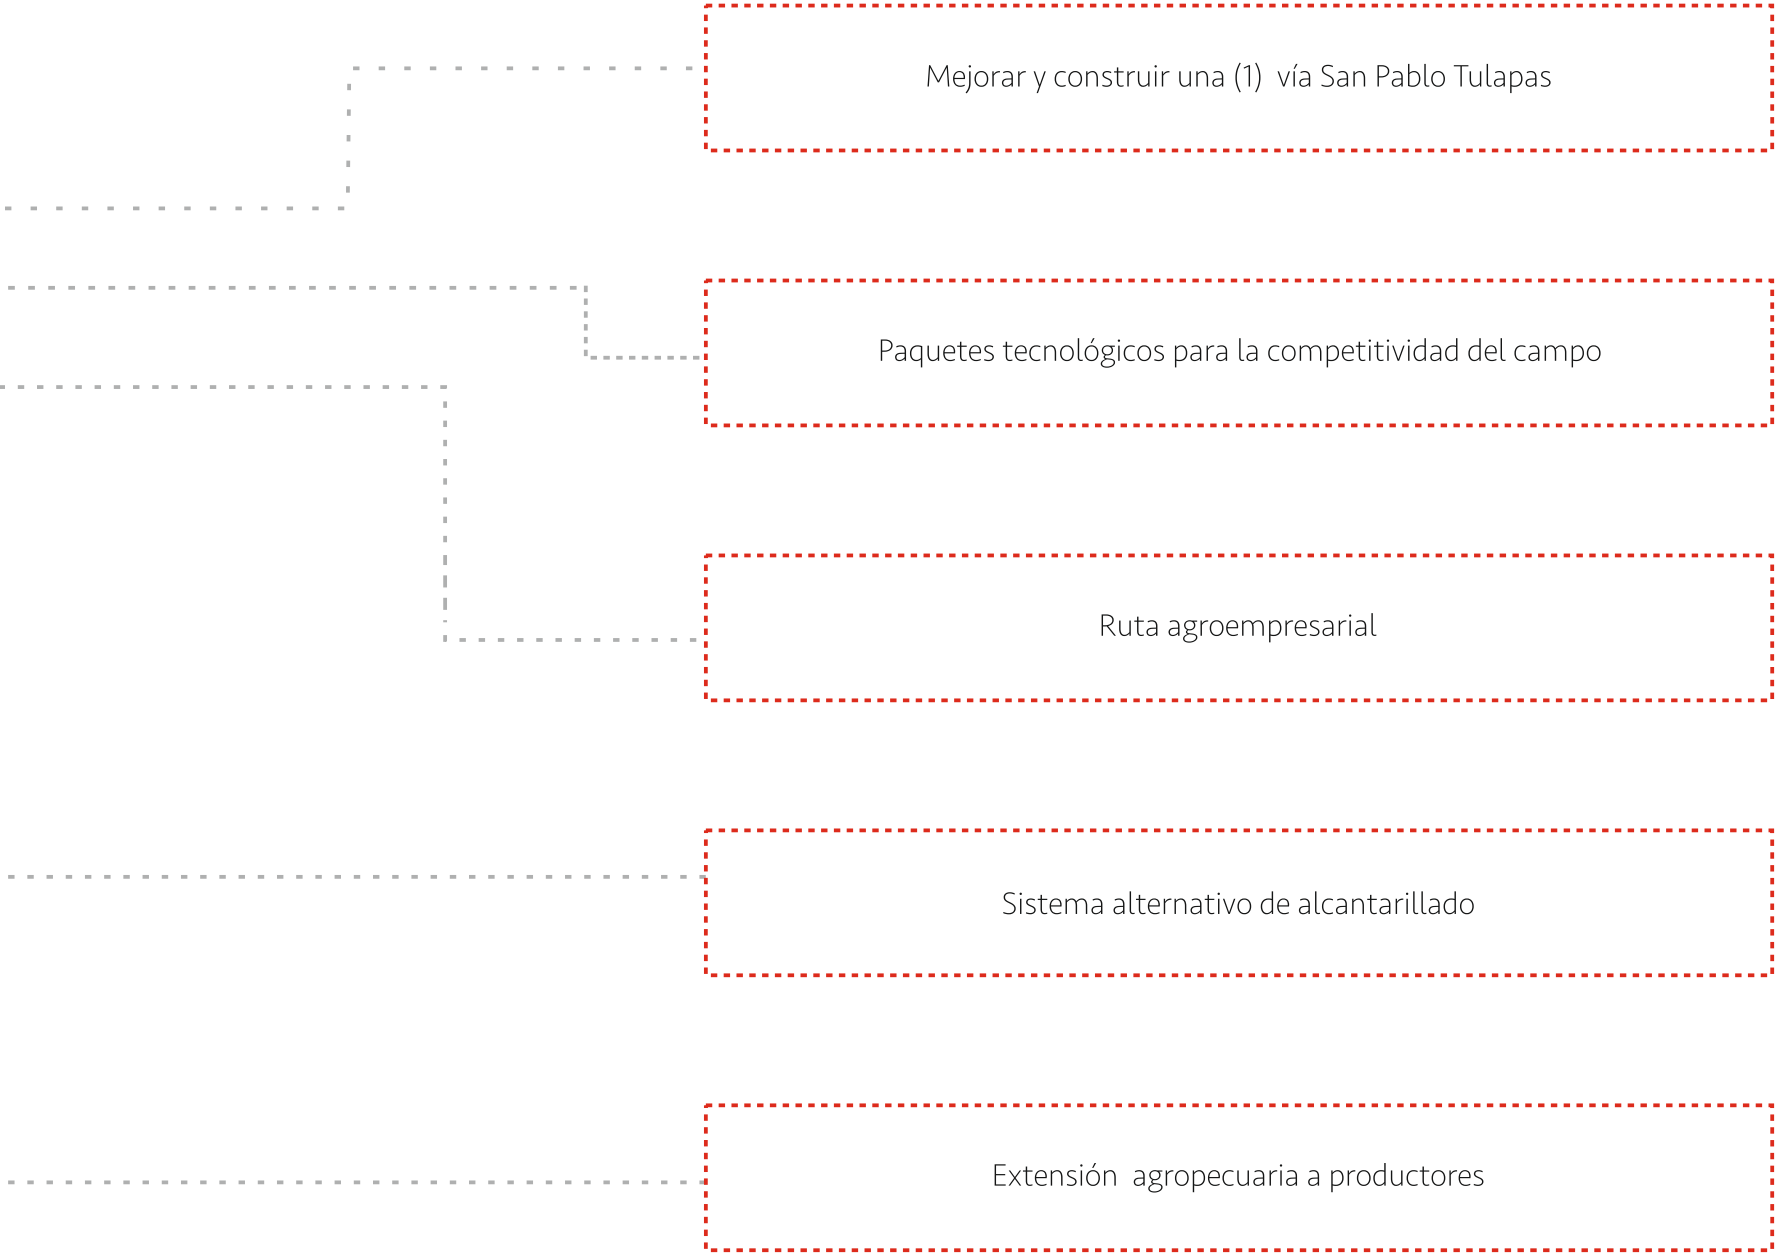 Mejorar y construir una (1)  vía San Pablo Tulapas
Paquetes tecnológicos para la competitividad del campo
Ruta agroempresarial
Sistema alternativo de alcantarillado
Extensión  agropecuaria a productores